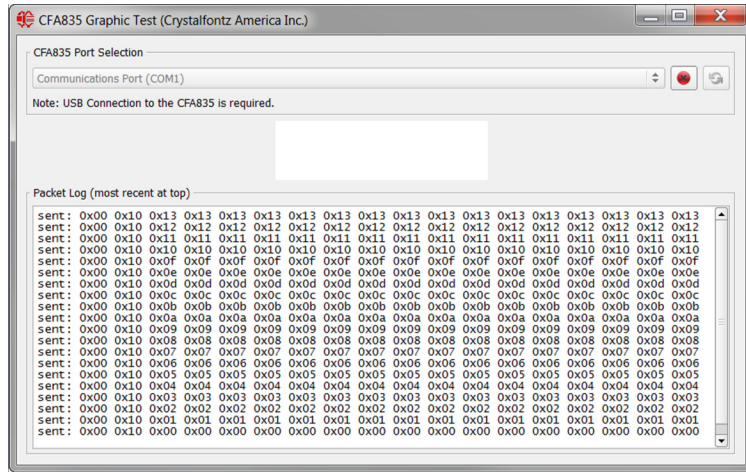 CFA835 Graphic Test (Crystalfontz America Inc.)
CFA835 Port Selection
Communications Port (COM1)
Note: USB Connection to the CFA835 is required.
Packet Log (most recent at top)
sent: 0x00 0x10 0x13 0x13 0x13 0x13 0x13 0x13 0x13 0x13 0x13 0x13 0x13 0x13 0x13 0x13 0x13 0x13
sent: 0x00 0x10 0x12 0x12 0x12 0x12 0x12 0x12 0x12 0x12 0x12 0x12 0x12 0x12 0x12 0x12 0x12 0x12
sent: 0x00 0x10 0x11 0x11 0x11 0x11 0x11 0x11 0x11 0x11 0x11 0x11 0x11 0x11 0x11 0x11 0x11 0x11
sent: 0x00 0x10 0x10 0x10 0x10 0x10 0x10 0x10 0x10 0x10 0x10 0x10 0x10 0x10 0x10 0x10 0x10 0x10
sent: 0x00 0x10 0x0f 0x0f 0x0f 0x0f 0x0f 0x0f 0x0f 0x0f 0x0f 0x0f 0x0f 0x0f 0x0f 0x0f 0x0f 0x0f
sent: 0x00 0x10 0x0e 0x0e 0x0e 0x0e 0x0e 0x0e 0x0e 0x0e 0x0e 0x0e 0x0e 0x0e 0x0e 0x0e 0x0e 0x0e
sent: 0x00 0x10 0x0d 0x0d 0x0d 0x0d 0x0d 0x0d 0x0d 0x0d 0x0d 0x0d 0x0d 0x0d 0x0d 0x0d 0x0d 0x0d
sent: 0x00 0x10 0x0c 0x0c 0x0c 0x0c 0x0c 0x0c 0x0c 0x0c 0x0c 0x0c 0x0c 0x0c 0x0c 0x0c 0x0c 0x0c
sent: 0x00 0x10 0x0b 0x0b 0x0b 0x0b 0x0b 0x0b 0x0b 0x0b 0x0b 0x0b 0x0b 0x0b 0x0b 0x0b 0x0b 0x0b
sent: 0x00 0x10 0x0a 0x0a 0x0a 0x0a 0x0a 0x0a 0x0a 0x0a 0x0a 0x0a 0x0a 0x0a 0x0a 0x0a 0x0a 0x0a
sent: 0x00 0x10 0x09 0x09 0x09 0x09 0x09 0x09 0x09 0x09 0x09 0x09 0x09 0x09 0x09 0x09 0x09 0x09
sent: 0x00 0x10 0x08 0x08 0x08 0x08 0x08 0x08 0x08 0x08 0x08 0x08 0x08 0x08 0x08 0x08 0x08 0x08
sent: 0x00 0x10 0x07 0x07 0x07 0x07 0x07 0x07 0x07 0x07 0x07 0x07 0x07 0x07 0x07 0x07 0x07 0x07
sent: 0x00 0x10 0x06 0x06 0x06 0x06 0x06 0x06 0x06 0x06 0x06 0x06 0x06 0x06 0x06 0x06 0x06 0x06
sent: 0x00 0x10 0x05 0x05 0x05 0x05 0x05 0x05 0x05 0x05 0x05 0x05 0x05 0x05 0x05 0x05 0x05 0x05
sent: 0x00 0x10 0x04 0x04 0x04 0x04 0x04 0x04 0x04 0x04 0x04 0x04 0x04 0x04 0x04 0x04 0x04 0x04
sent: 0x00 0x10 0x03 0x03 0x03 0x03 0x03 0x03 0x03 0x03 0x03 0x03 0x03 0x03 0x03 0x03 0x03 0x03
sent: 0x00 0x10 0x02 0x02 0x02 0x02 0x02 0x02 0x02 0x02 0x02 0x02 0x02 0x02 0x02 0x02 0x02 0x02
sent: 0x00 0x10 0x01 0x01 0x01 0x01 0x01 0x01 0x01 0x01 0x01 0x01 0x01 0x01 0x01 0x01 0x01 0x01
sent: 0x00 0x10 0x00 0x00 0x00 0x00 0x00 0x00 0x00 0x00 0x00 0x00 0x00 0x00 0x00 0x00 0x00 0x00